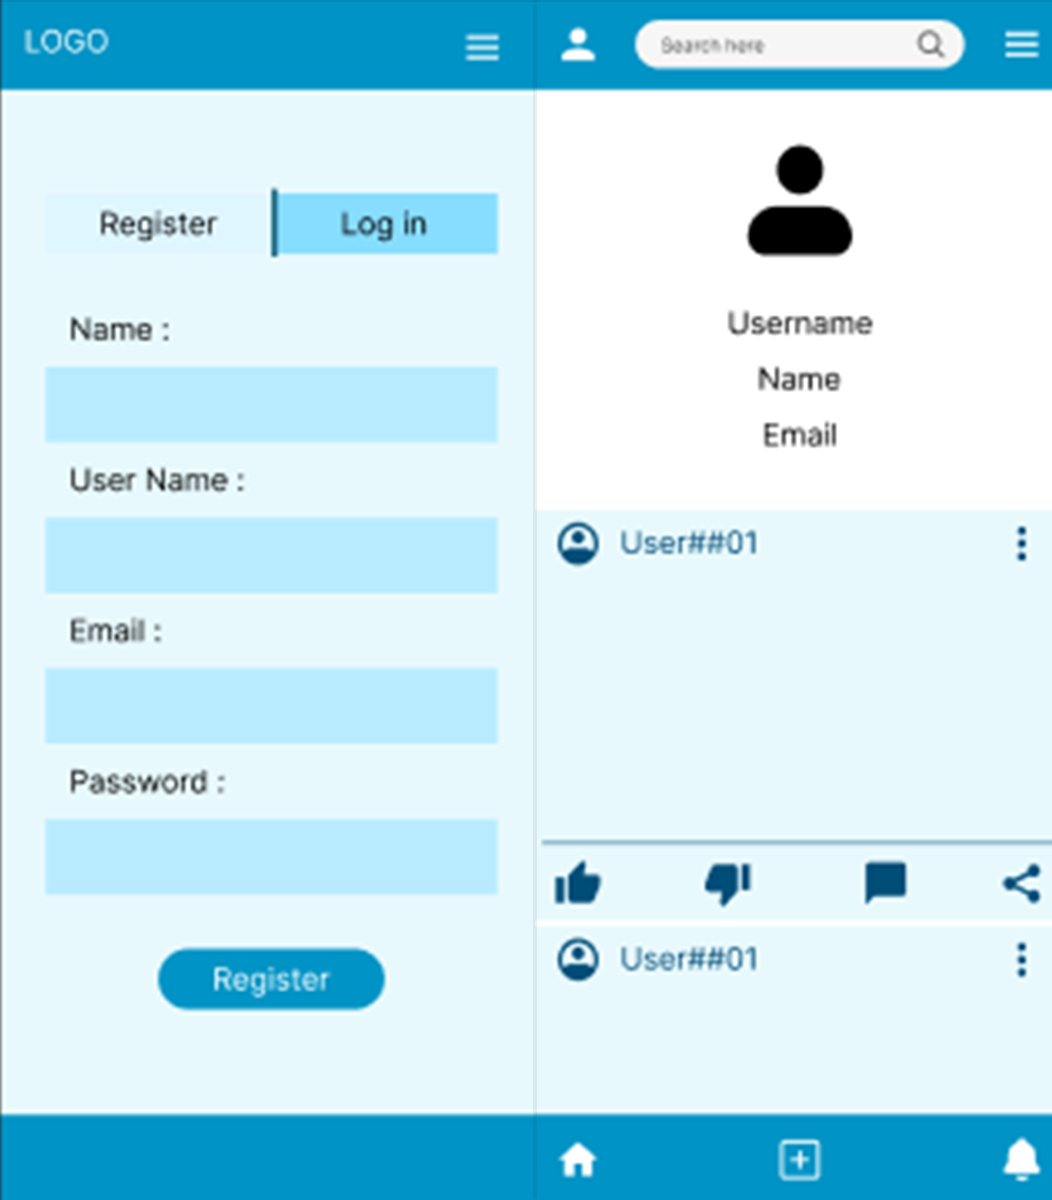 LOGO
Register
Log in
Name :
User Name :
Email :
Password :
Register
Search here
Username
Name
Email
User##01
User##01